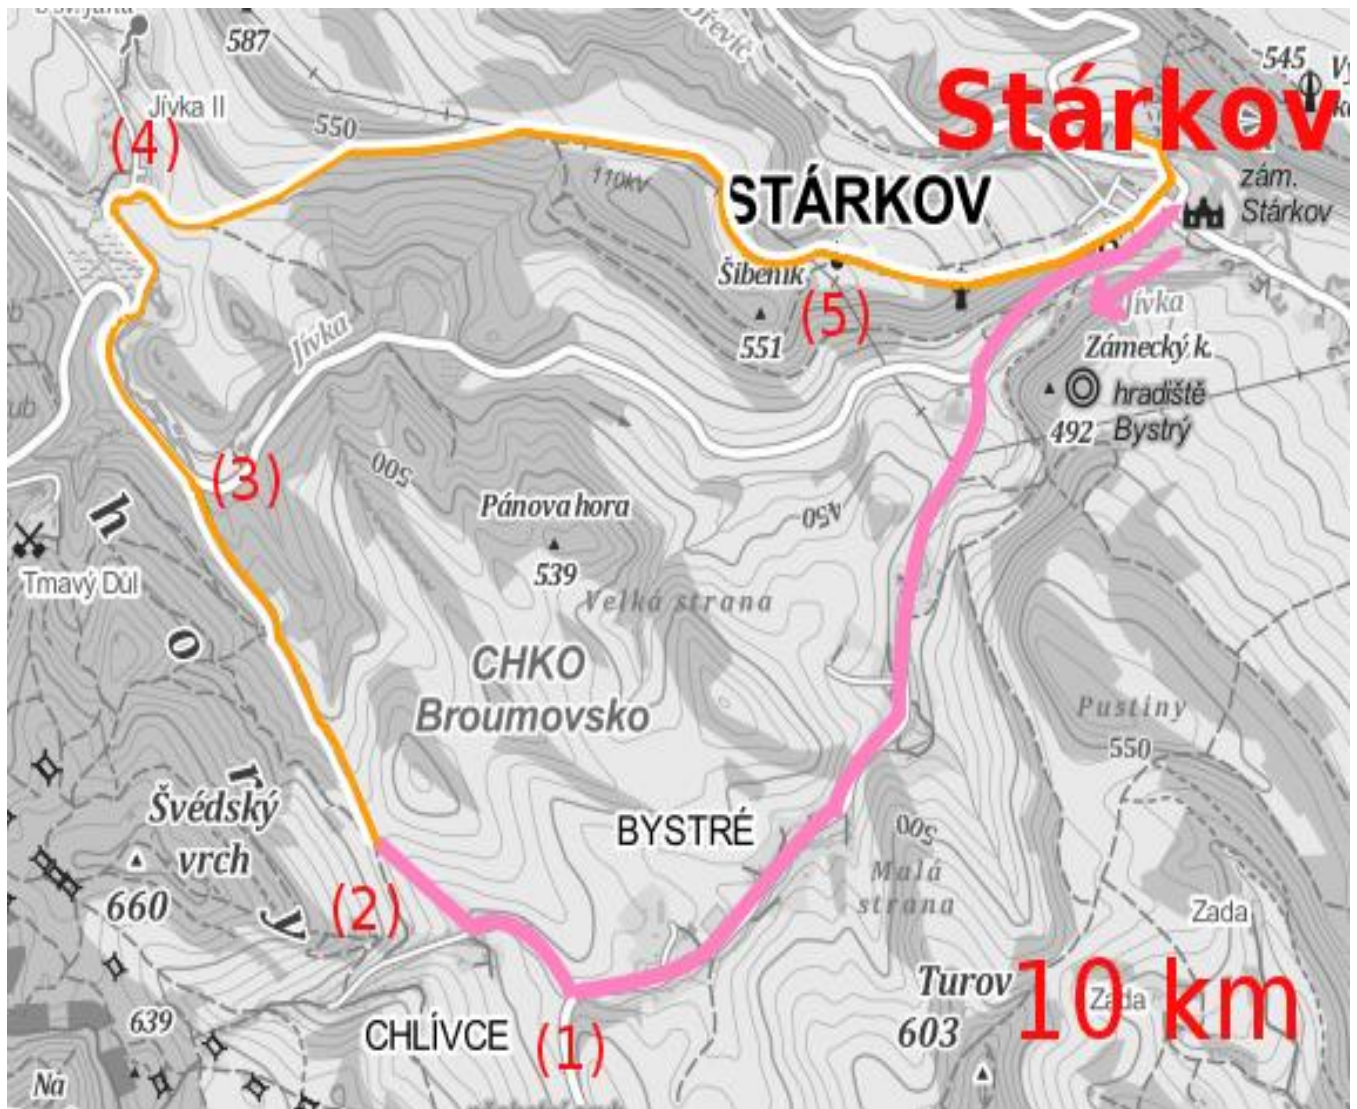 587
545
Stárkov
Jívka II
(4)
550
110kV
STÁRKOV
zám.
Stárkov
Šibeník
(5)
551
Jívka
Jívka
Zámecký k.
hradiště
Bystrý
492
(3)
500
Pánova hora
539
450
Tmavý Důl
h
o
r
y
Velká strana
CHKO
Broumovsko
Pustiny
550
Švédský
vrch
660
BYSTRÉ
500
Malá
strana
(2)
Zada
Turov
603
Zada
10 km
639
CHLÍVCE
(1)
Na